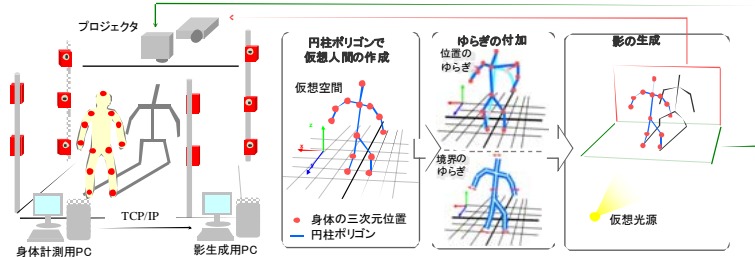 プロジェクタ
TCP/IP
身体計測用PC
影生成用PC
円柱ポリゴンで
仮想人間の作成
仮想空間
身体の三次元位置
円柱ポリゴン
ゆらぎの付加
位置の
ゆらぎ
境界の
ゆらぎ
影の生成
仮想光源